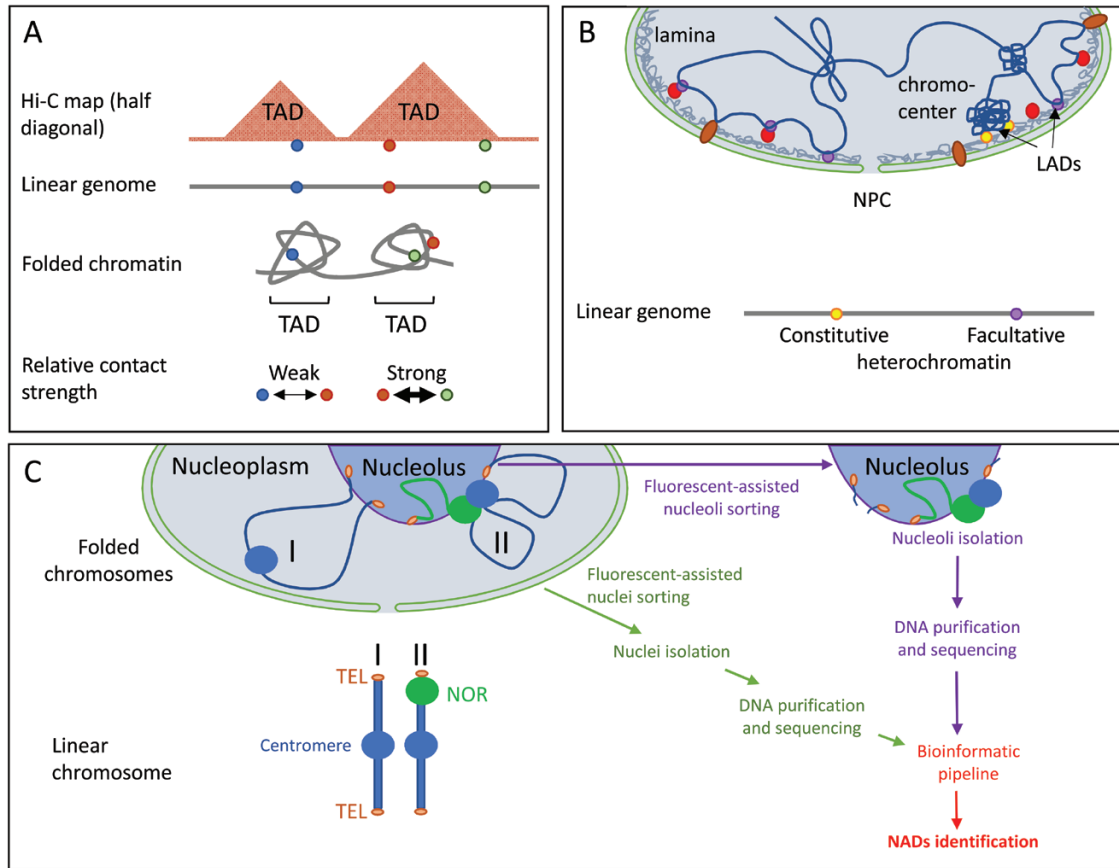 A
Hi-C map (half
diagonal)
TAD
TAD
Linear genome
Folded chromatin
TAD
TAD
Relative contact
strength
Weak
Strong
B
lamina
chromo-
center
LADs
NPC
Linear genome
Constitutive
Facultative
heterochromatin
C
Nucleoplasm
Nucleolus
Nucleolus
Fluorescent-assisted
nucleoli sorting
I
II
Folded
chromosomes
Nucleoli isolation
Fluorescent-assisted
nuclei sorting
Nuclei isolation
DNA purification
and sequencing
DNA purification
and sequencing
I
II
TEL
NOR
Centromere
Linear
chromosome
TEL
Bioinformatic
pipeline
NADs identification